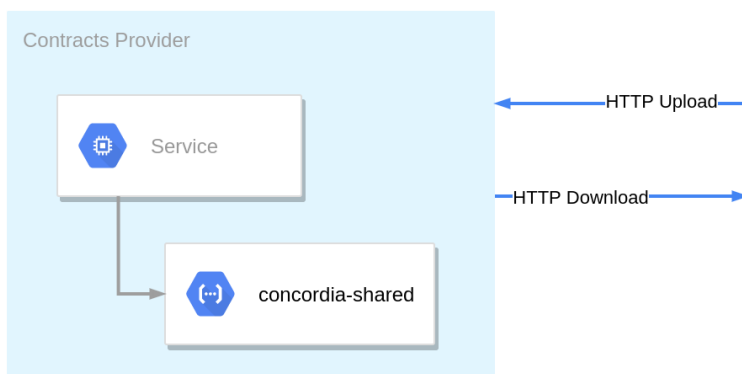 Contracts Provider
HTTP Upload
Service
HTTP Download
concordia-shared